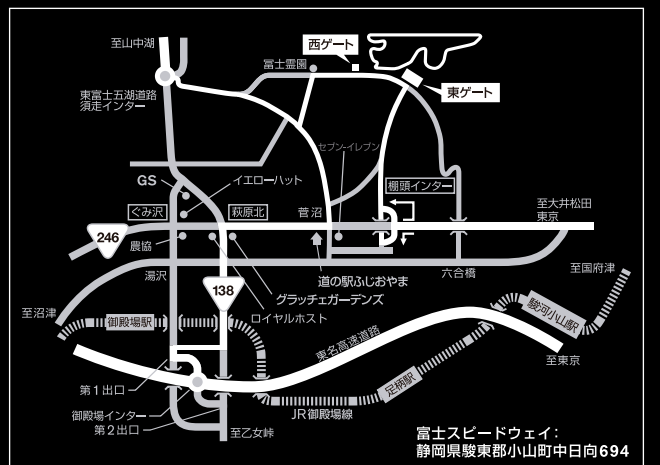 至山中湖
西ゲート
冨士霊園
東ゲート
東富士五湖道路
須走インター
セブン-イレブン
GS
イエローハット
棚頭インター
ぐみ沢
萩原北
菅沼
至大井松田
東京
246
農協
道の駅ふじおやま
六合橋
湯沢
グラッチェガーデンズ
至国府津
138
ロイヤルホスト
至沼津
御殿場駅
駿河小山駅
東名高速道路
至東京
足柄駅
第1出口
御殿場インター
第2出口
JR御殿場線
至乙女峠
富士スピードウェイ:
静岡県駿東郡小山町中日向694